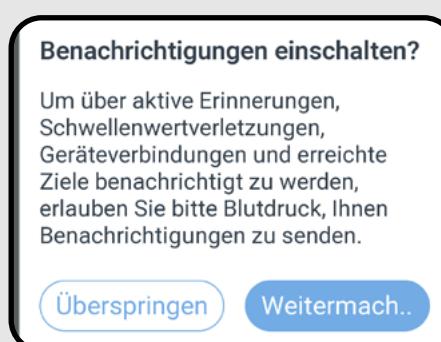 Benachrichtigungen einschalten?
Um über aktive Erinnerungen,
Schwellenwertverletzungen,
Geräteverbindungen und erreichte
Ziele benachrichtigt zu werden,
erlauben Sie bitte Blutdruck, Ihnen
Benachrichtigungen zu senden.
Überspringen
Weitermach..